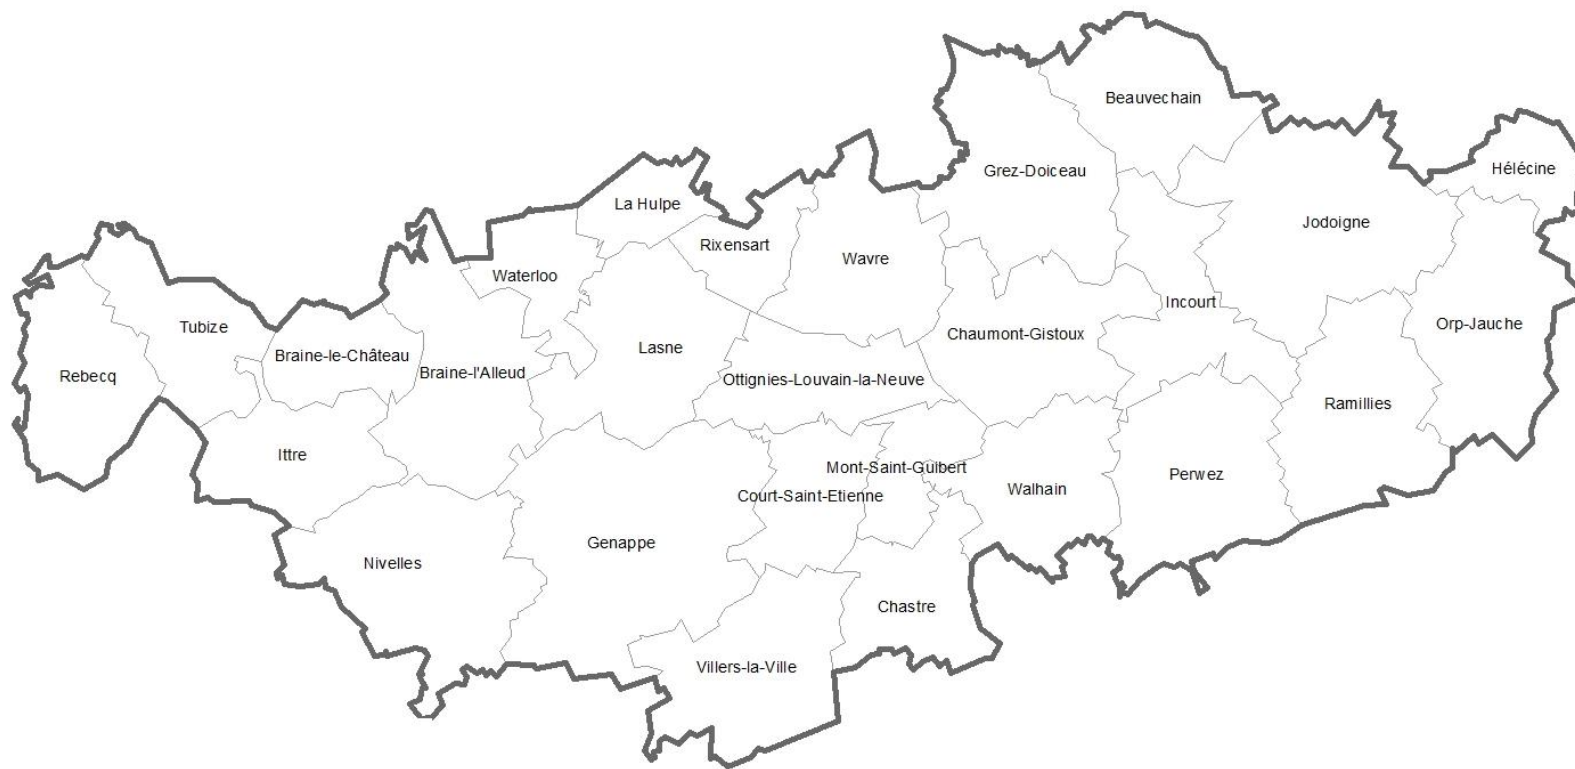 Beauvechain
Hélécine
Grez-Doiceau
La Hulpe
Jodoigne
Rixensart
Wavre
Waterloo
Incourt
Tubize
Orp-Jauche
Chaumont-Gistoux
Lasne
Braine-le-Château
Braine-l'Alleud
Rebecq
Ottignies-Louvain-la-Neuve
Ramillies
Ittre
Mont-Saint-Guibert
Perwez
Walhain
Court-Saint-Etienne
Genappe
Nivelles
Chastre
Villers-la-Ville